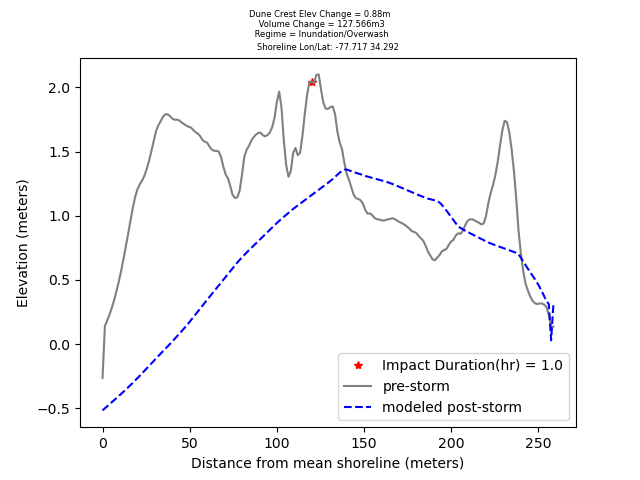 Dune Crest Elev Change = 0.88m
Volume Change = 127.566m3
Regime = Inundation/Overwash
Shoreline Lon/Lat: -77.717 34.292
2.0
1.5
1.0
0.5
0.0
−0.5
Elevation (meters)
Impact Duration(hr) = 1.0
pre-storm
modeled post-storm
0 50 100 150 200 250
Distance from mean shoreline (meters)